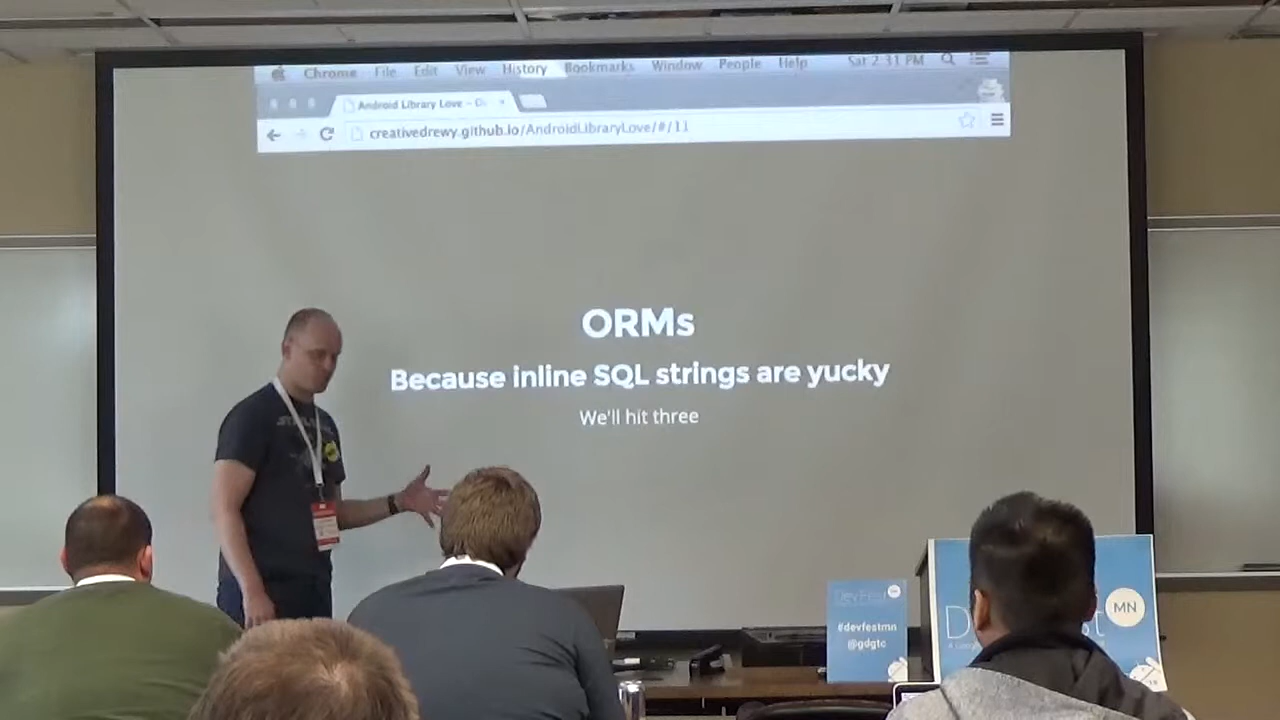 Chrome File Edit View History Bookmarks Window People Help Sat 2:31 PM
Android Library Love -
creativedrewy.github.io/AndroidLibraryLove/#/11
ORMs
Because inline SQL strings are yucky
We'll hit three
DevFest
#devfestmn
@gdgtc
MN